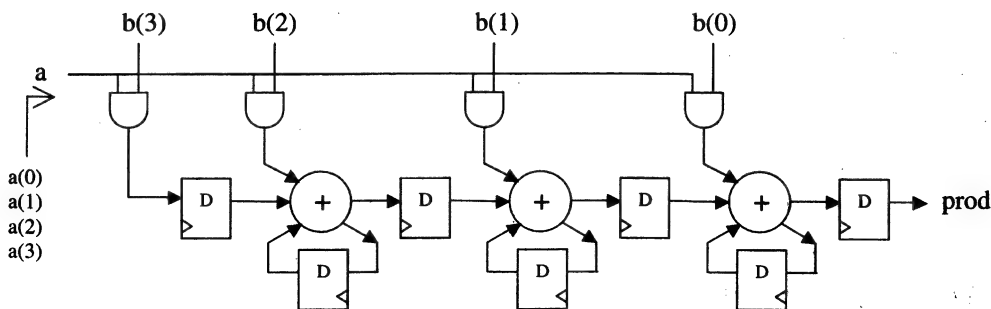 b(3) b(2) b(1) b(0)
a
a(0)
a(1)
a(2)
a(3)
D + D + D + D prod
D D D